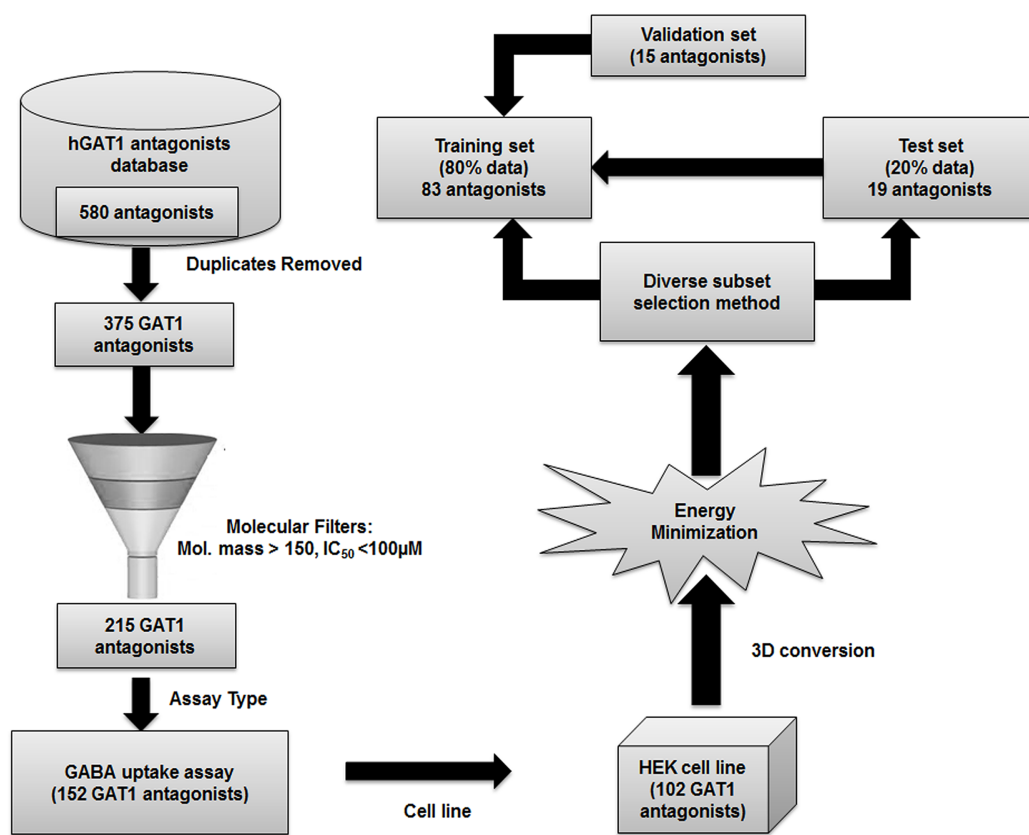 hGAT1 antagonists
database
580 antagonists
Duplicates Removed
375 GAT1
antagonists
Molecular Filters:
Mol. mass > 150, IC50 <100µM
215 GAT1
antagonists
Assay Type
GABA uptake assay
(152 GAT1 antagonists)
Cell line
HEK cell line
(102 GAT1
antagonists)
3D conversion
Energy
Minimization
Diverse subset
selection method
Training set
(80% data)
83 antagonists
Test set
(20% data)
19 antagonists
Validation set
(15 antagonists)